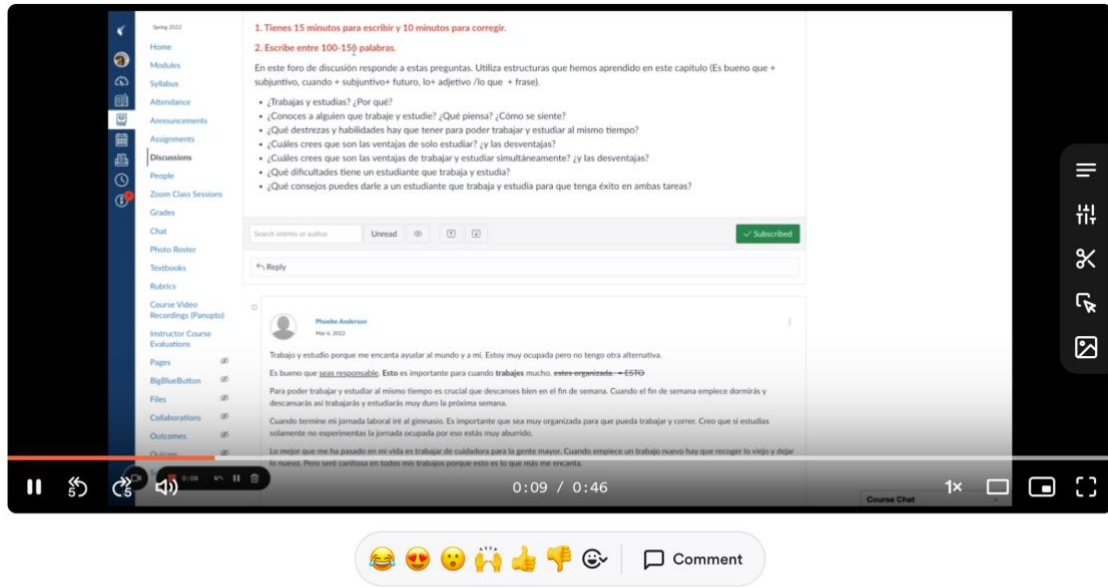 Spring 2022
Home
Modules
Syllabus
Attendance
Announcements
Assignments
Discussions
People
Zoom Class Sessions
Grades
Chat
Photo Roster
Textbooks
Rubrics
Course Video
Recordings (Panopto)
Instructor Course
Evaluations
Pages
BigBlueButton
Files
Collaborations
Outcomes
Quizzes
1. Tienes 15 minutos para escribir y 10 minutos para corregir.
2. Escribe entre 100-150 palabras.
En este foro de discusión responde a estas preguntas. Utiliza estructuras que hemos aprendido en este capítulo (Es bueno que +
subjuntivo, cuando + subjuntivo+ futuro, lo+ adjetivo /lo que + frase).
• ¿Trabajas y estudias? ¿Por qué?
• ¿Conoces a alguien que trabaje y estudie? ¿Qué piensa? ¿Cómo se siente?
• ¿Qué destrezas y habilidades hay que tener para poder trabajar y estudiar al mismo tiempo?
• ¿Cuáles crees que son las ventajas de solo estudiar? ¿y las desventajas?
• ¿Cuáles crees que son las ventajas de trabajar y estudiar simultáneamente? ¿y las desventajas?
• ¿Qué dificultades tiene un estudiante que trabaja y estudia?
• ¿Qué consejos puedes darle a un estudiante que trabaja y estudia para que tenga éxito en ambas tareas?
Search entries or author
Unread
Subscribed
Reply
Phoebe Anderson
Mar 4, 2022
Trabajo y estudio porque me encanta ayudar al mundo y a mí. Estoy muy ocupada pero no tengo otra alternativa.
Es bueno que seas responsable. Esto es importante para cuando trabajes mucho. estes organizada. = ESTO
Para poder trabajar y estudiar al mismo tiempo es crucial que descanses bien en el fin de semana. Cuando el fin de semana empiece dormirás y
descansarás así trabajarás y estudiarás muy duro la próxima semana.
Cuando termine mi jornada laboral iré al gimnasio. Es importante que sea muy organizada para que pueda trabajar y correr. Creo que si estudias
solamente no experimentas la jornada ocupada por eso estás muy aburrido.
Lo mejor que me ha pasado en mi vida es trabajar de cuidadora para la gente mayor. Cuando empiece un trabajo nuevo hay que recoger lo viejo y dejar
lo nuevo. Pero seré cariñosa en todos mis trabajos porque esto es lo que más me encanta.
0:08
5
5
0:09 / 0:46
1×
Course Chat
Comment